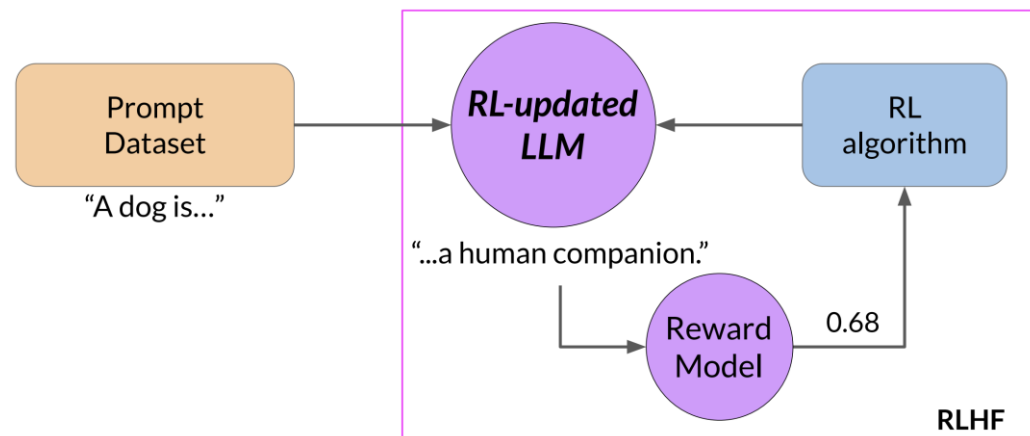 Prompt
Dataset
“A dog is...”
RL-updated
LLM
RL
algorithm
“...a human companion.”
Reward
Model
0.68
RLHF